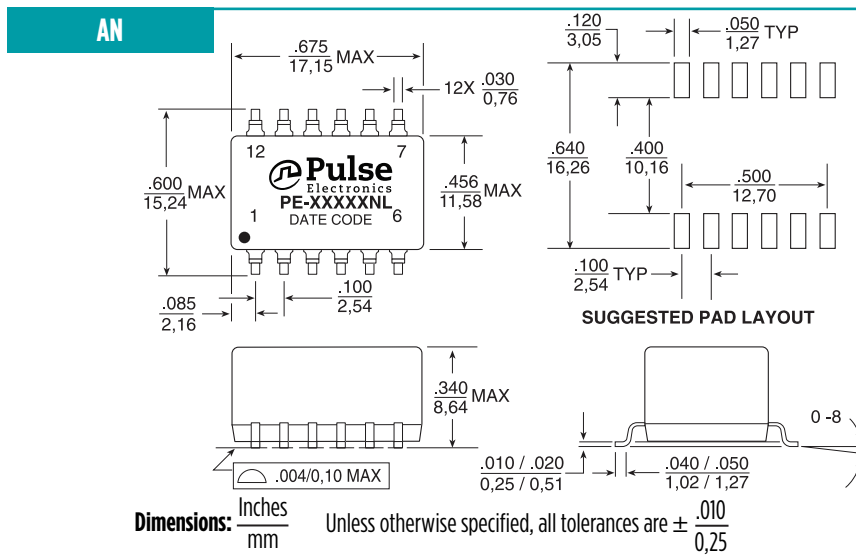 AN
.675
17,15 MAX
12X .030
0,76
.120
3,05
.050 TYP
1,27
12 7
Pulse
Electronics
PE-XXXXXNL
DATE CODE
1 6
.600 MAX
15,24
.456 MAX
11,58
.640
16,26
.400
10,16
.500
12,70
.085
2,16
.100
2,54
.100 TYP
2,54
SUGGESTED PAD LAYOUT
.340 MAX
8,64
.004/0,10 MAX
0 -8
.010 / .020
0,25 / 0,51
.040 / .050
1,02 / 1,27
Dimensions: Inches
mm
Unless otherwise specified, all tolerances are ± .010
0,25